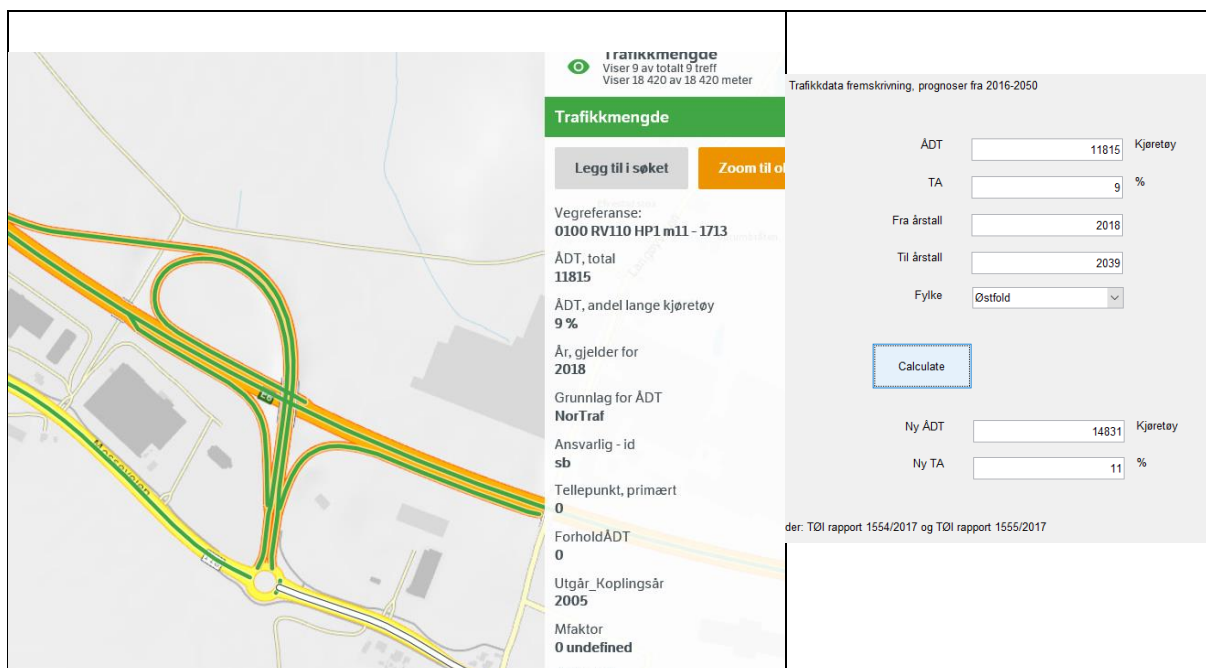 Trafikkmengde
Viser 9 av totalt 9 treff
Viser 18 420 av 18 420 meter
Trafikkmengde
Legg til i søket
Zoom til ol
Vegreferanse:
0100 RV110 HP1 m11 - 1713
ÅDT, total
11815
ÅDT, andel lange kjøretøy
9 %
År, gjelder for
2018
Grunnlag for ÅDT
NorTraf
Ansvarlig - id
sb
Tellepunkt, primært
0
ForholdÅDT
0
Utgår_Koplingsår
2005
Mfaktor
0 undefined
Mosseveien
E6
Trafikkdata fremskrivning, prognoser fra 2016-2050
ÅDT 11815 Kjøretøy
TA 9 %
Fra årstall 2018
Til årstall 2039
Fylke Østfold
Calculate
Ny ÅDT 14831 Kjøretøy
Ny TA 11 %
der: TØI rapport 1554/2017 og TØI rapport 1555/2017